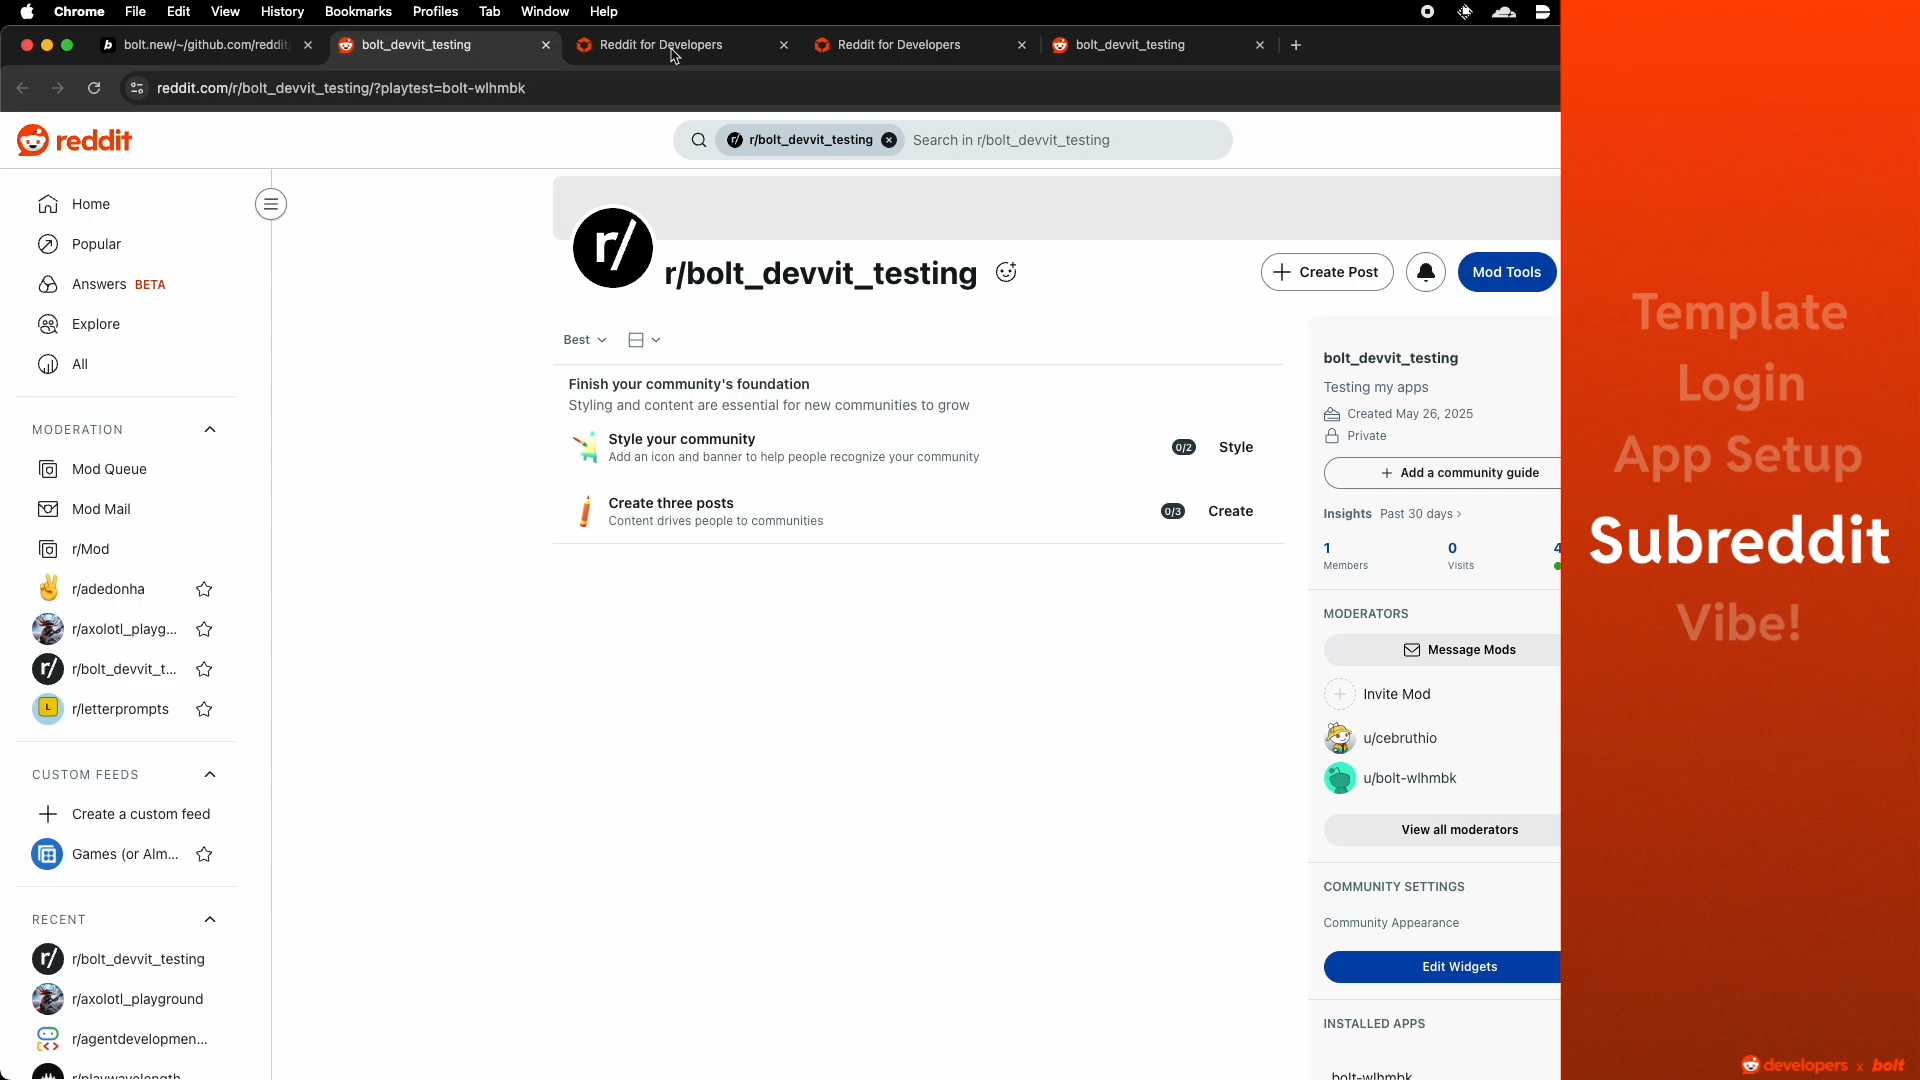 Chrome File Edit View History Bookmarks Profiles Tab Window Help
bolt.new/~/github.com/reddit
bolt_devvit_testing
Reddit for Developers
Reddit for Developers
bolt_devvit_testing
reddit.com/r/bolt_devvit_testing/?playtest=bolt-wlhmbk
reddit
r/bolt_devvit_testing
Search in r/bolt_devvit_testing
Home
Popular
Answers BETA
Explore
All
MODERATION
Mod Queue
Mod Mail
r/Mod
r/adedonha
r/axolotl_playg...
r/bolt_devvit_t...
L
r/letterprompts
CUSTOM FEEDS
Create a custom feed
Games (or Alm...
RECENT
r/bolt_devvit_testing
r/axolotl_playground
r/agentdevelopmen...
r/playwavelength
r/
r/bolt_devvit_testing
Create Post
Mod Tools
Best
Finish your community's foundation
Styling and content are essential for new communities to grow
Style your community
Add an icon and banner to help people recognize your community
0/2 Style
Create three posts
Content drives people to communities
0/3 Create
bolt_devvit_testing
Testing my apps
Created May 26, 2025
Private
Add a community guide
Insights Past 30 days >
1 0 4
Members Visits
MODERATORS
Message Mods
Invite Mod
u/cebruthio
u/bolt-wlhmbk
View all moderators
COMMUNITY SETTINGS
Community Appearance
Edit Widgets
INSTALLED APPS
bolt-wlhmbk
Template
Login
App Setup
Subreddit
Vibe!
developers x bolt